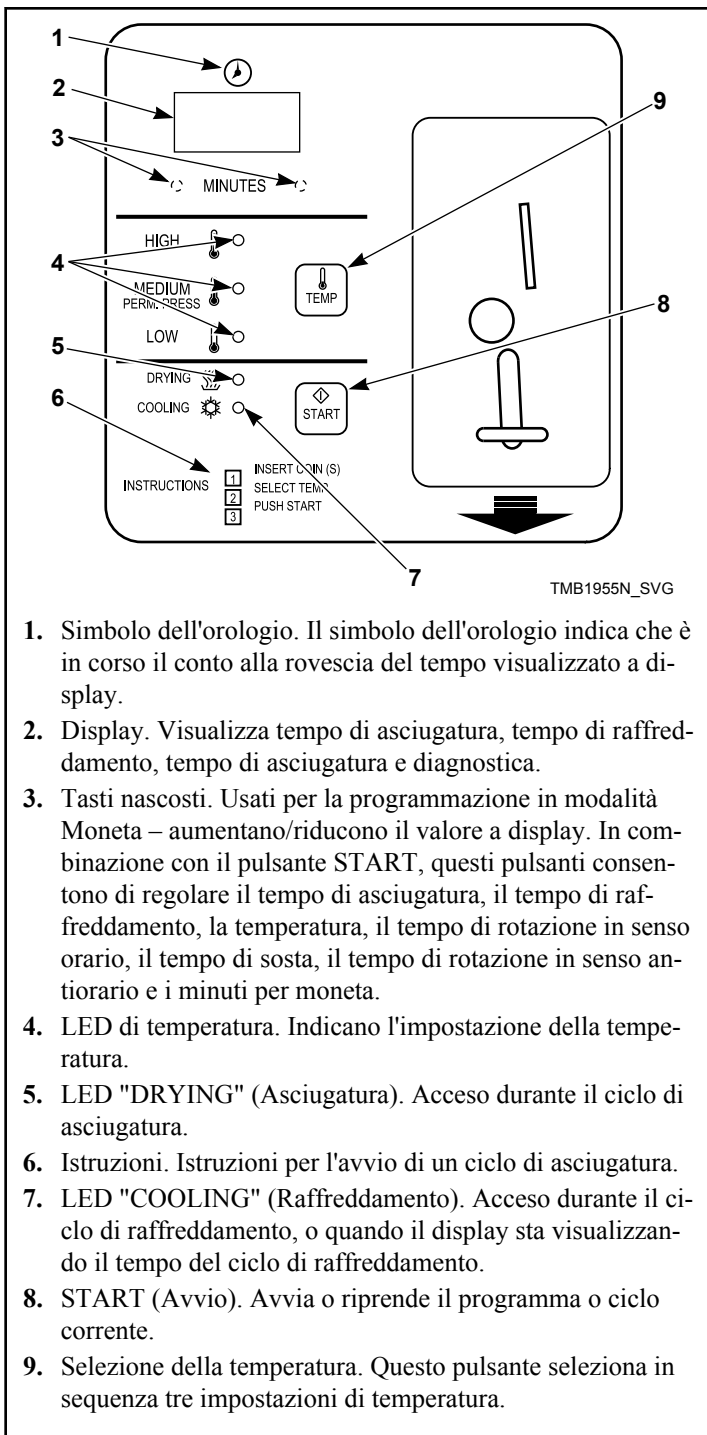 1
2
3
MINUTES
9
HIGH
4
MEDIUM
PERM. PRESS
TEMP
LOW
8
5
DRYING
6
COOLING
START
INSTRUCTIONS
1 INSERT COIN (S)
2 SELECT TEMP
3 PUSH START
7
TMB1955N_SVG
1. Simbolo dell'orologio. Il simbolo dell'orologio indica che è
in corso il conto alla rovescia del tempo visualizzato a di-
splay.
2. Display. Visualizza tempo di asciugatura, tempo di raffred-
damento, tempo di asciugatura e diagnostica.
3. Tasti nascosti. Usati per la programmazione in modalità
Moneta – aumentano/riducono il valore a display. In com-
binazione con il pulsante START, questi pulsanti consen-
tono di regolare il tempo di asciugatura, il tempo di raf-
freddamento, la temperatura, il tempo di rotazione in senso
orario, il tempo di sosta, il tempo di rotazione in senso an-
tiorario e i minuti per moneta.
4. LED di temperatura. Indicano l'impostazione della tempe-
ratura.
5. LED "DRYING" (Asciugatura). Acceso durante il ciclo di
asciugatura.
6. Istruzioni. Istruzioni per l'avvio di un ciclo di asciugatura.
7. LED "COOLING" (Raffreddamento). Acceso durante il ci-
clo di raffreddamento, o quando il display sta visualizzan-
do il tempo del ciclo di raffreddamento.
8. START (Avvio). Avvia o riprende il programma o ciclo
corrente.
9. Selezione della temperatura. Questo pulsante seleziona in
sequenza tre impostazioni di temperatura.